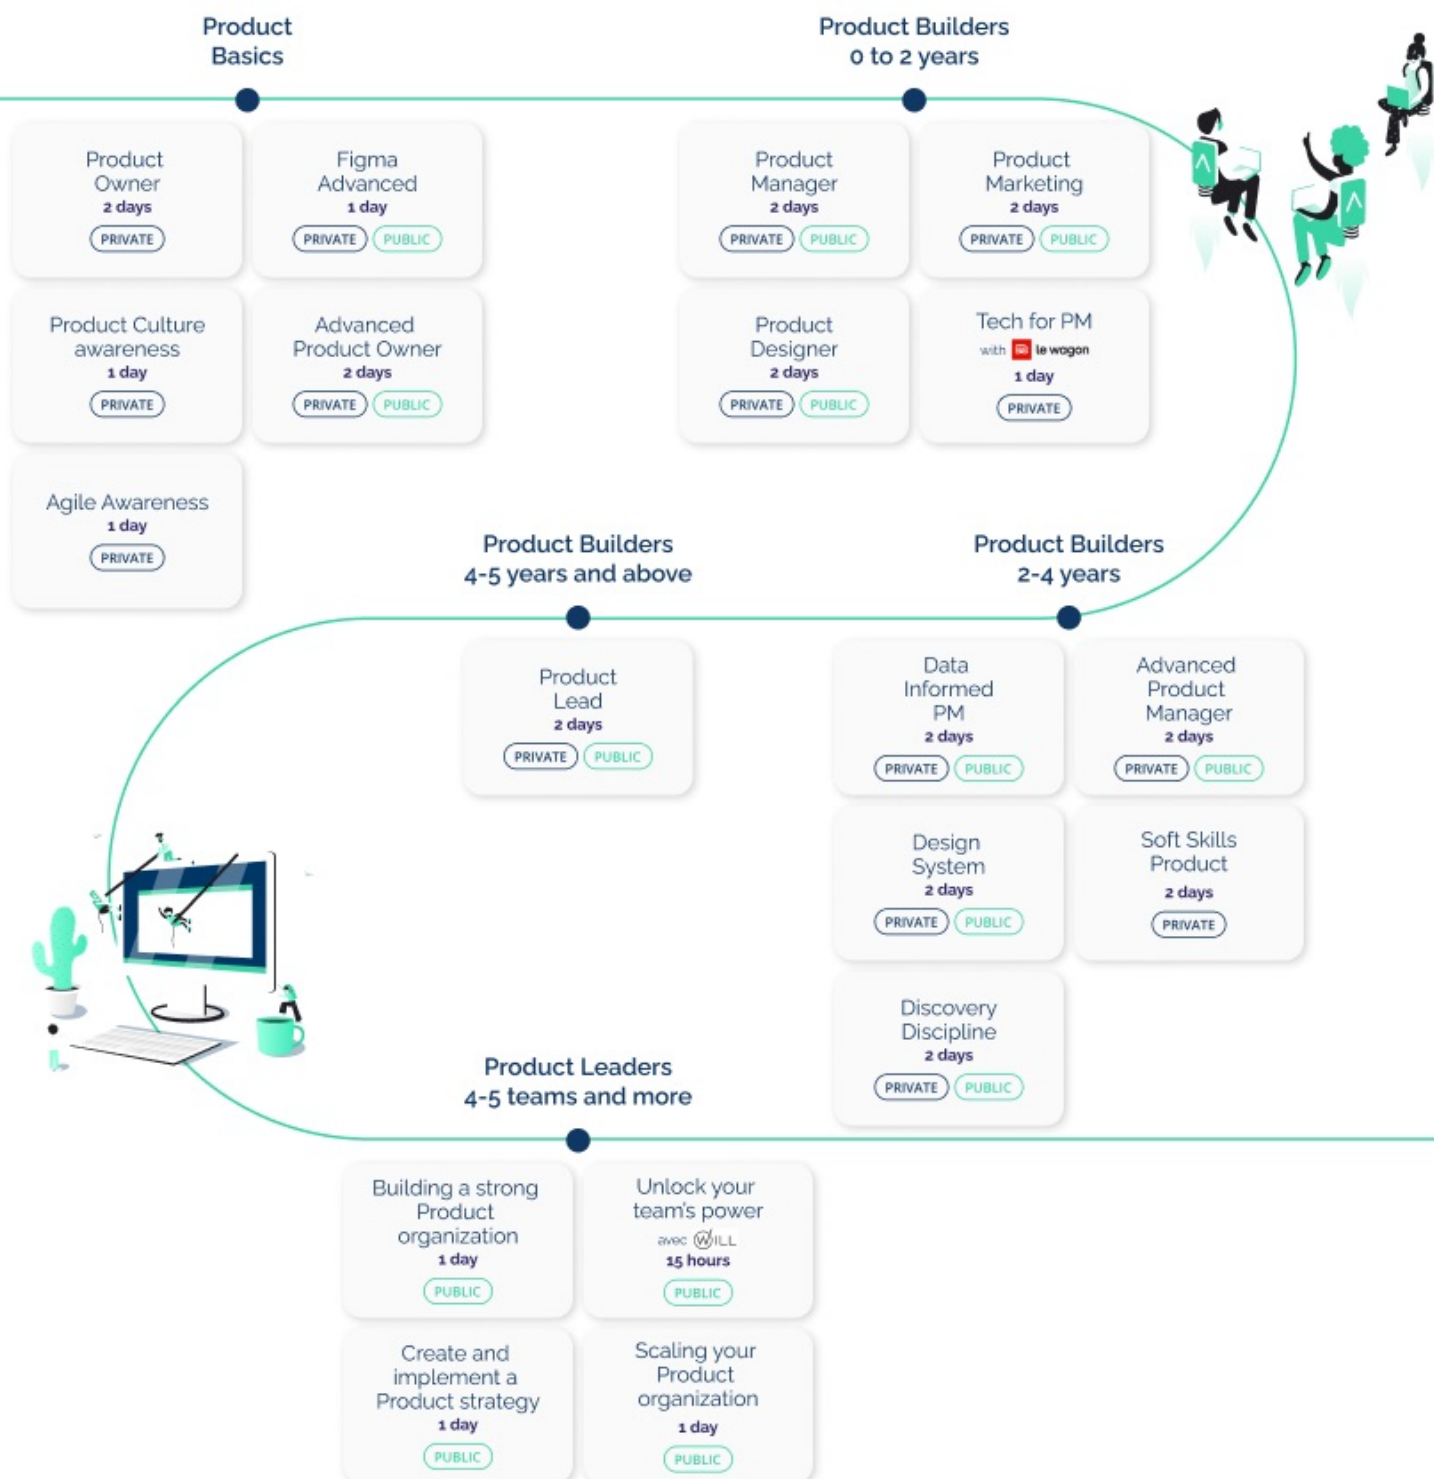 Product
Basics
Product Builders
0 to 2 years
Product
Owner
2 days
PRIVATE
Figma
Advanced
1 day
PRIVATE PUBLIC
Product
Manager
2 days
PRIVATE PUBLIC
Product
Marketing
2 days
PRIVATE PUBLIC
Product Culture
awareness
1 day
PRIVATE
Advanced
Product Owner
2 days
PRIVATE PUBLIC
Product
Designer
2 days
PRIVATE PUBLIC
Tech for PM
with le wagon
1 day
PRIVATE
Agile Awareness
1 day
PRIVATE
Product Builders
4-5 years and above
Product Builders
2-4 years
Product
Lead
2 days
PRIVATE PUBLIC
Data
Informed
PM
2 days
PRIVATE PUBLIC
Advanced
Product
Manager
2 days
PRIVATE PUBLIC
Design
System
2 days
PRIVATE PUBLIC
Soft Skills
Product
2 days
PRIVATE
Discovery
Discipline
2 days
PRIVATE PUBLIC
Product Leaders
4-5 teams and more
Building a strong
Product
organization
1 day
PUBLIC
Unlock your
team's power
avec WILL
15 hours
PUBLIC
Create and
implement a
Product strategy
1 day
PUBLIC
Scaling your
Product
organization
1 day
PUBLIC